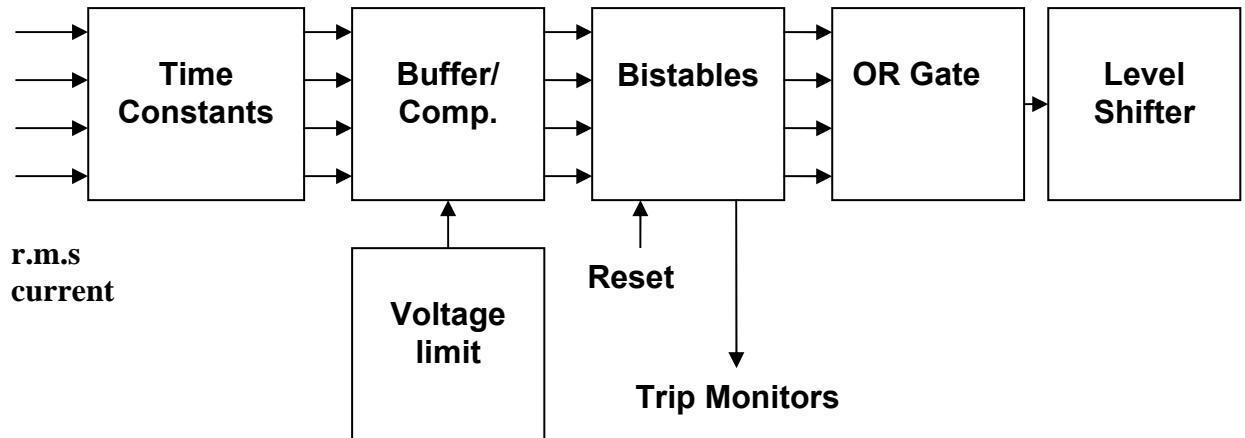 Time
Constants
Buffer/
Comp.
Bistables
OR Gate
Level
Shifter
r.m.s
current
Voltage
limit
Reset
Trip Monitors